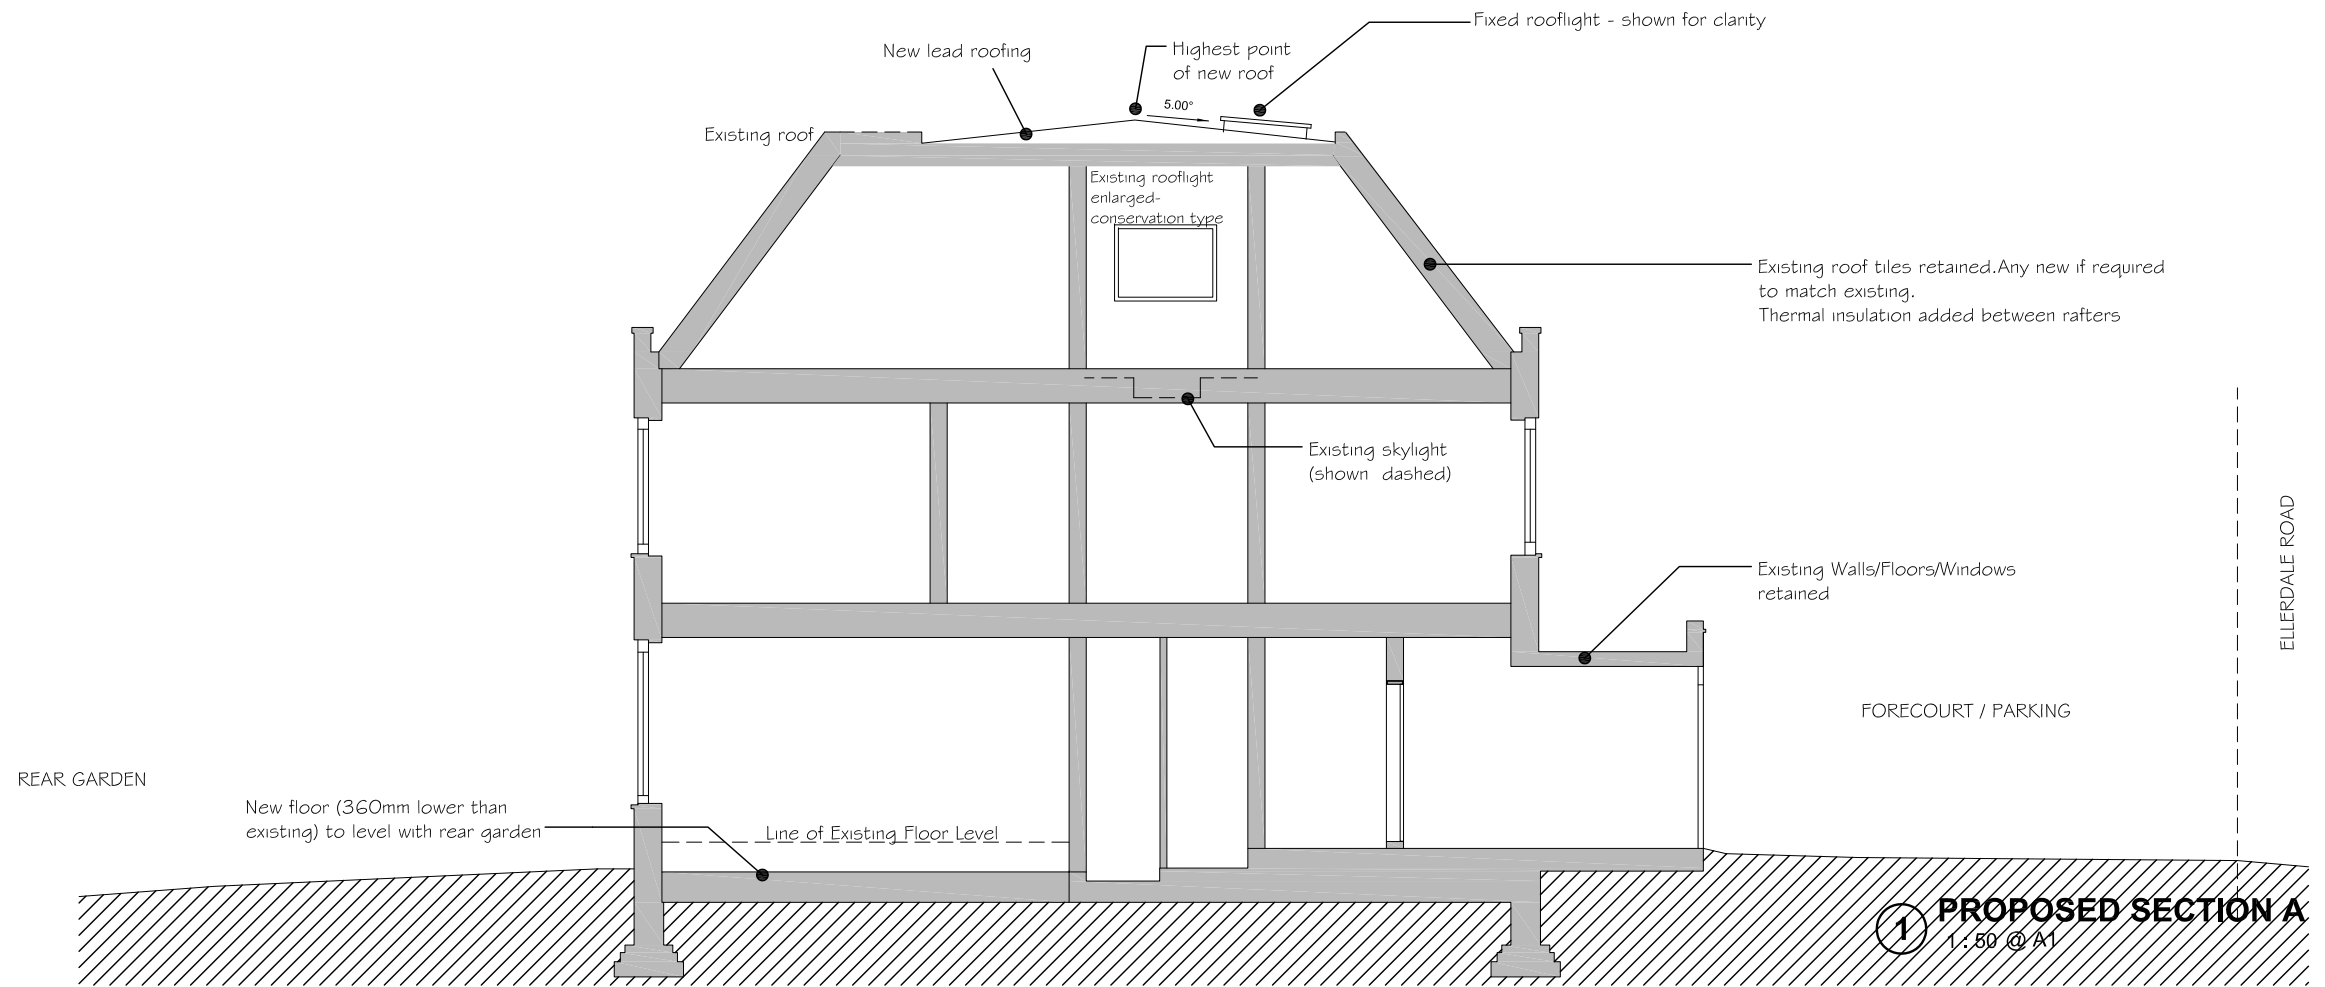 Fixed rooflight - shown for clarity
New lead roofing
Highest point
of new roof
5.00°
Existing roof
Existing rooflight
enlarged-
conservation type
Existing roof tiles retained.Any new if required
to match existing.
Thermal insulation added between rafters
Existing skylight
(shown dashed)
ELLERDALE ROAD
Existing Walls/Floors/Windows
retained
FORECOURT / PARKING
REAR GARDEN
New floor (360mm lower than
existing) to level with rear garden
Line of Existing Floor Level
1
PROPOSED SECTION A
1 : 50 @ A1